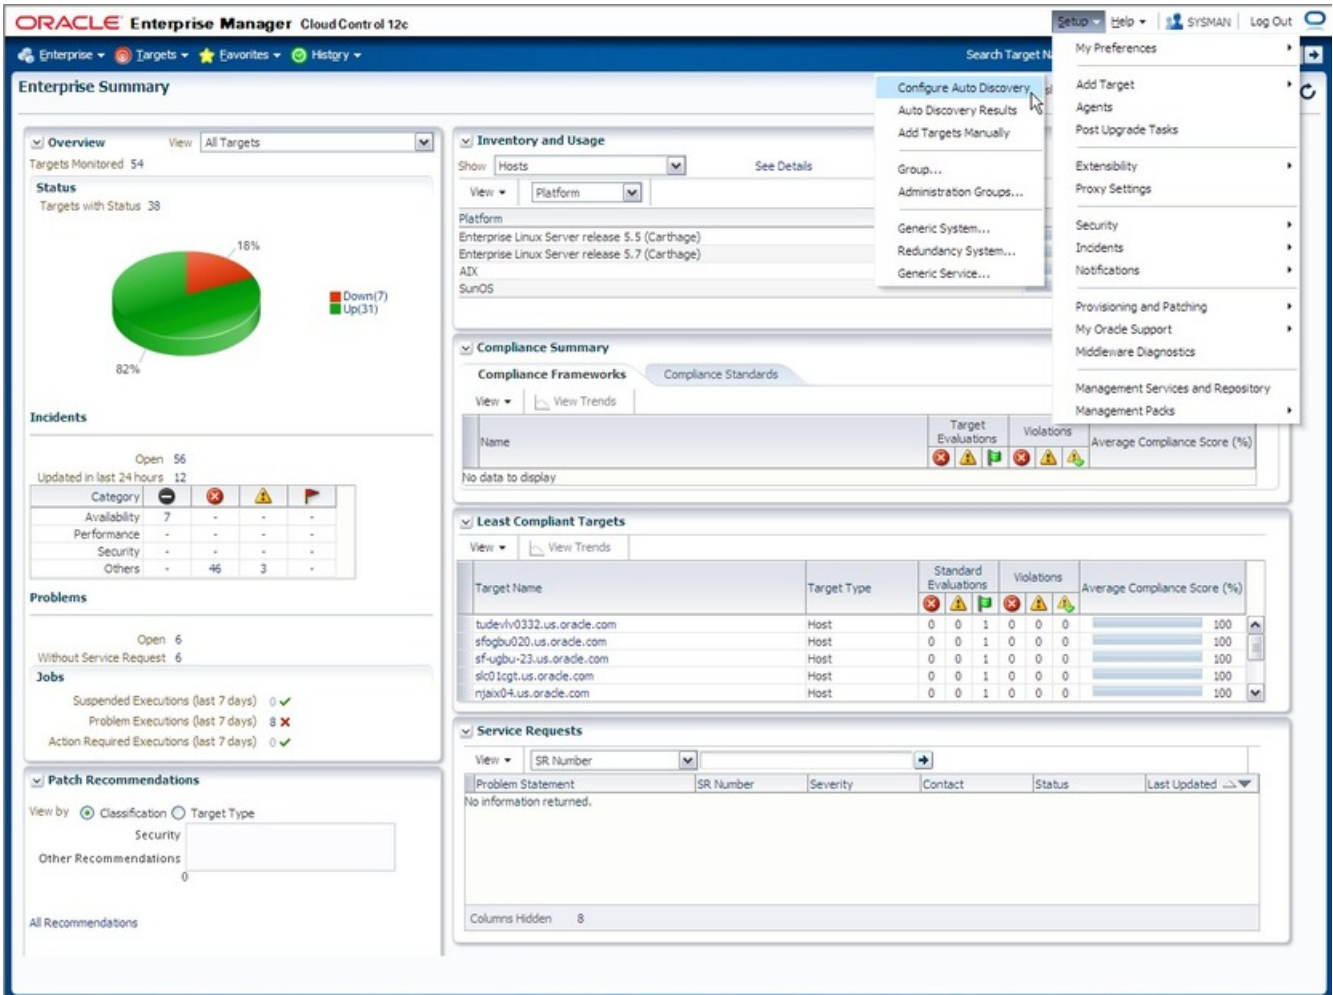 ORACLE Enterprise Manager Cloud Control 12c
Setup Help SYSMAN Log Out
Enterprise Targets Favorites History
Search Target
Enterprise Summary
My Preferences
Add Target
Agents
Post Upgrade Tasks
Extensibility
Proxy Settings
Security
Incidents
Notifications
Provisioning and Patching
My Oracle Support
Middleware Diagnostics
Management Services and Repository
Management Packs
Configure Auto Discovery
Auto Discovery Results
Add Targets Manually
Group...
Administration Groups...
Generic System...
Redundancy System...
Generic Service...
Overview View All Targets
Targets Monitored 54
Status
Targets with Status 38
18%
Down(7)
Up(31)
82%
Incidents
Open 56
Updated in last 24 hours 12
Category
Availability 7 - - -
Performance - - - -
Security - - - -
Others - 46 3 -
Problems
Open 6
Without Service Request 6
Jobs
Suspended Executions (last 7 days) 0
Problem Executions (last 7 days) 8
Action Required Executions (last 7 days) 0
Patch Recommendations
View by Classification Target Type
Security
Other Recommendations
0
All Recommendations
Inventory and Usage
Show Hosts See Details
View Platform
Platform
Enterprise Linux Server release 5.5 (Carthage)
Enterprise Linux Server release 5.7 (Carthage)
AIX
SunOS
Compliance Summary
Compliance Frameworks Compliance Standards
View View Trends
Name Target Evaluations Violations Average Compliance Score (%)
No data to display
Least Compliant Targets
View View Trends
Target Name Target Type Standard Evaluations Violations Average Compliance Score (%)
tudevlv0332.us.oracle.com Host 0 0 1 0 0 0 100
sfogbu020.us.oracle.com Host 0 0 1 0 0 0 100
sf-ugbu-23.us.oracle.com Host 0 0 1 0 0 0 100
slc01cgt.us.oracle.com Host 0 0 1 0 0 0 100
njaix04.us.oracle.com Host 0 0 1 0 0 0 100
Service Requests
View SR Number
Problem Statement SR Number Severity Contact Status Last Updated
No information returned.
Columns Hidden 8